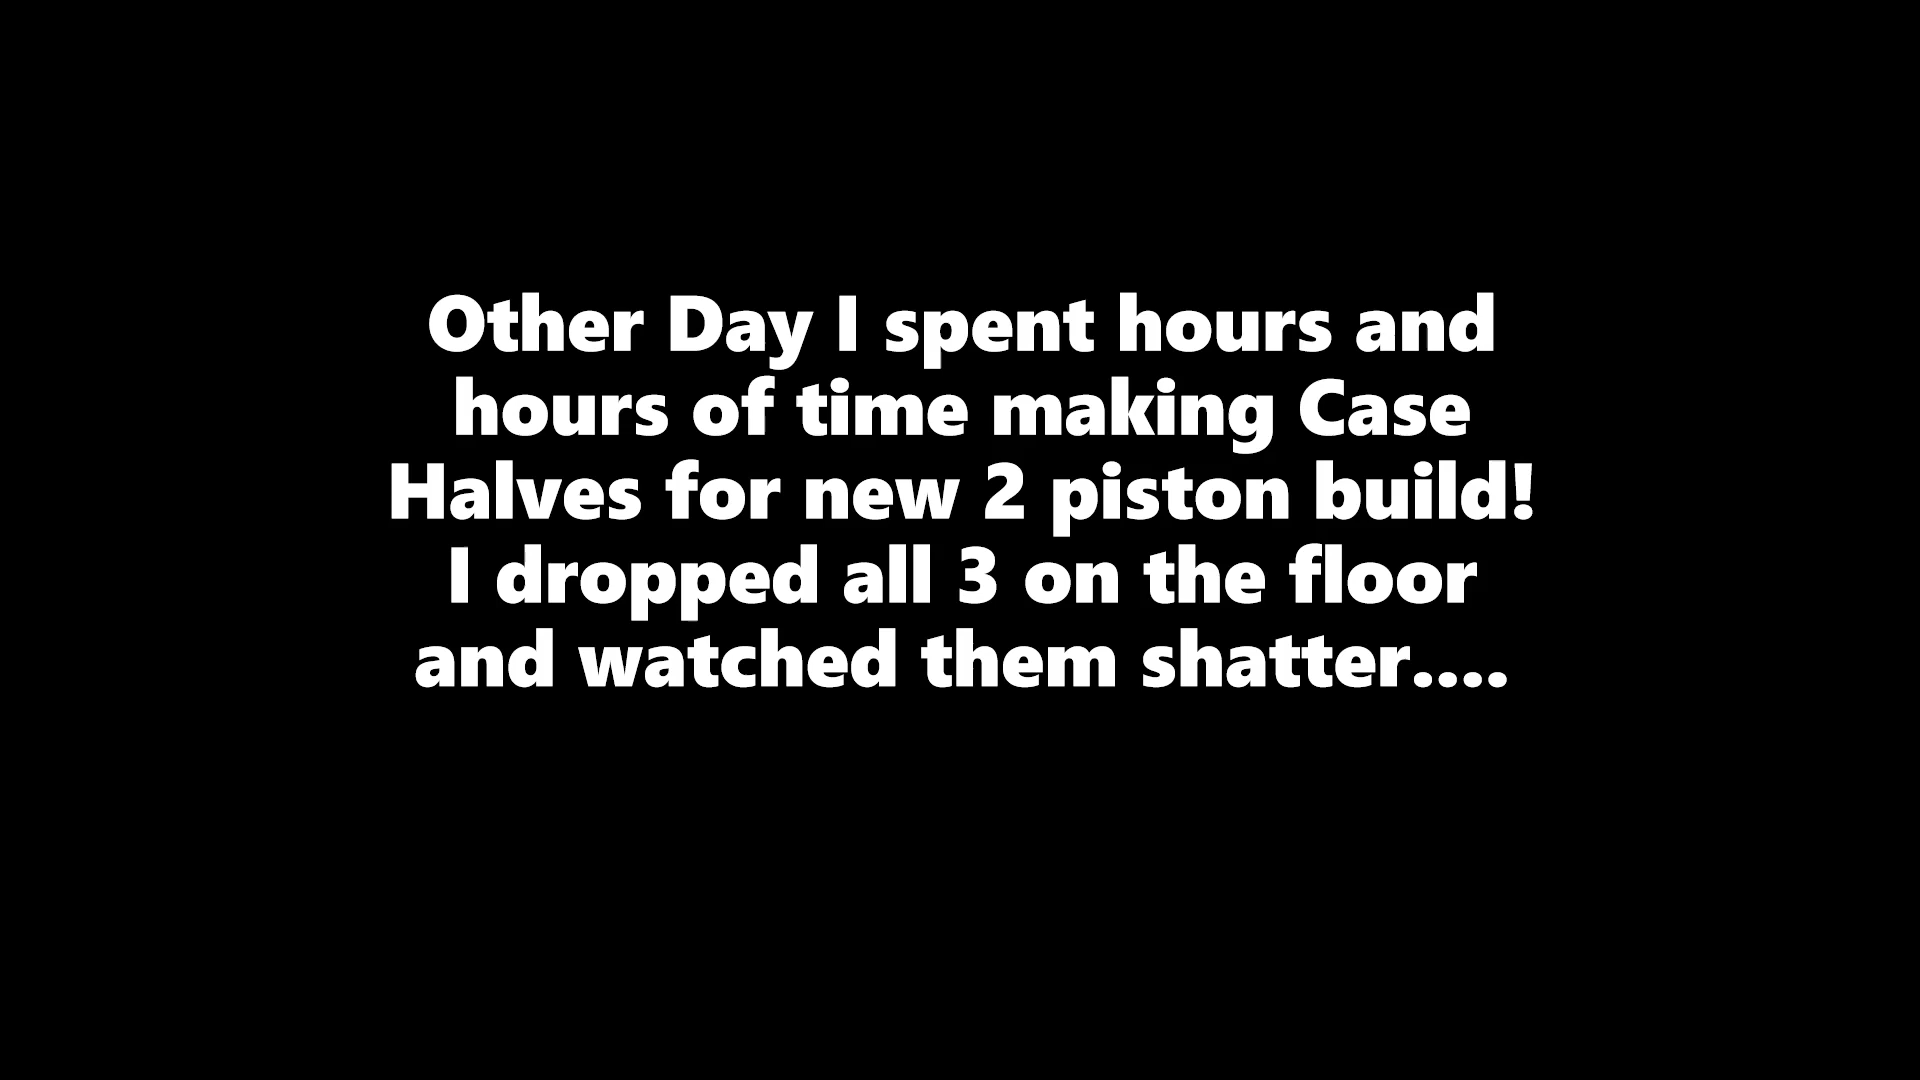 Other Day I spent hours and
hours of time making Case
Halves for new 2 piston build!
I dropped all 3 on the floor
and watched them shatter....